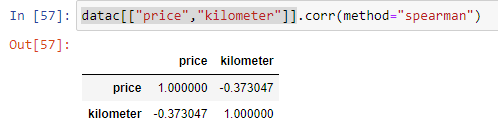 In [57]: datac[["price","kilometer"]].corr(method="spearman")
Out[57]:
price kilometer
price 1.000000 -0.373047
kilometer -0.373047 1.000000